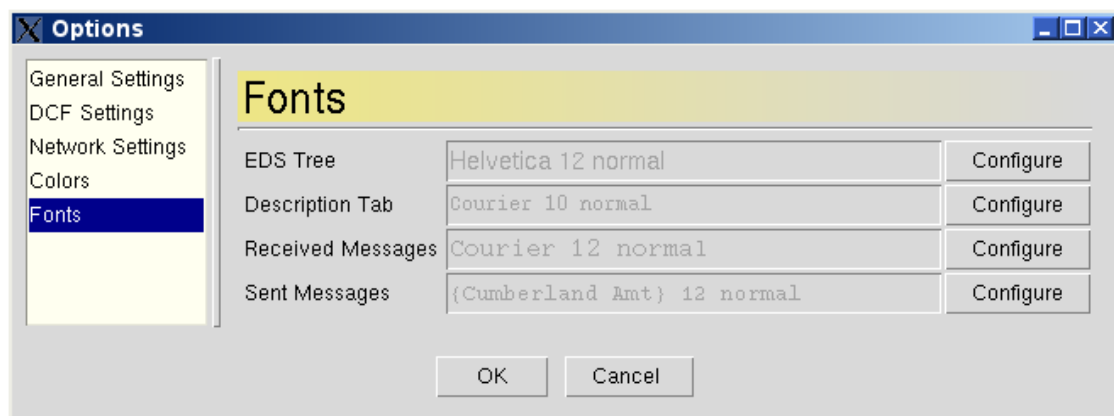 Options
General Settings
DCF Settings
Network Settings
Colors
Fonts
Fonts
EDS Tree Helvetica 12 normal Configure
Description Tab Courier 10 normal Configure
Received Messages Courier 12 normal Configure
Sent Messages {Cumberland Amt} 12 normal Configure
OK Cancel